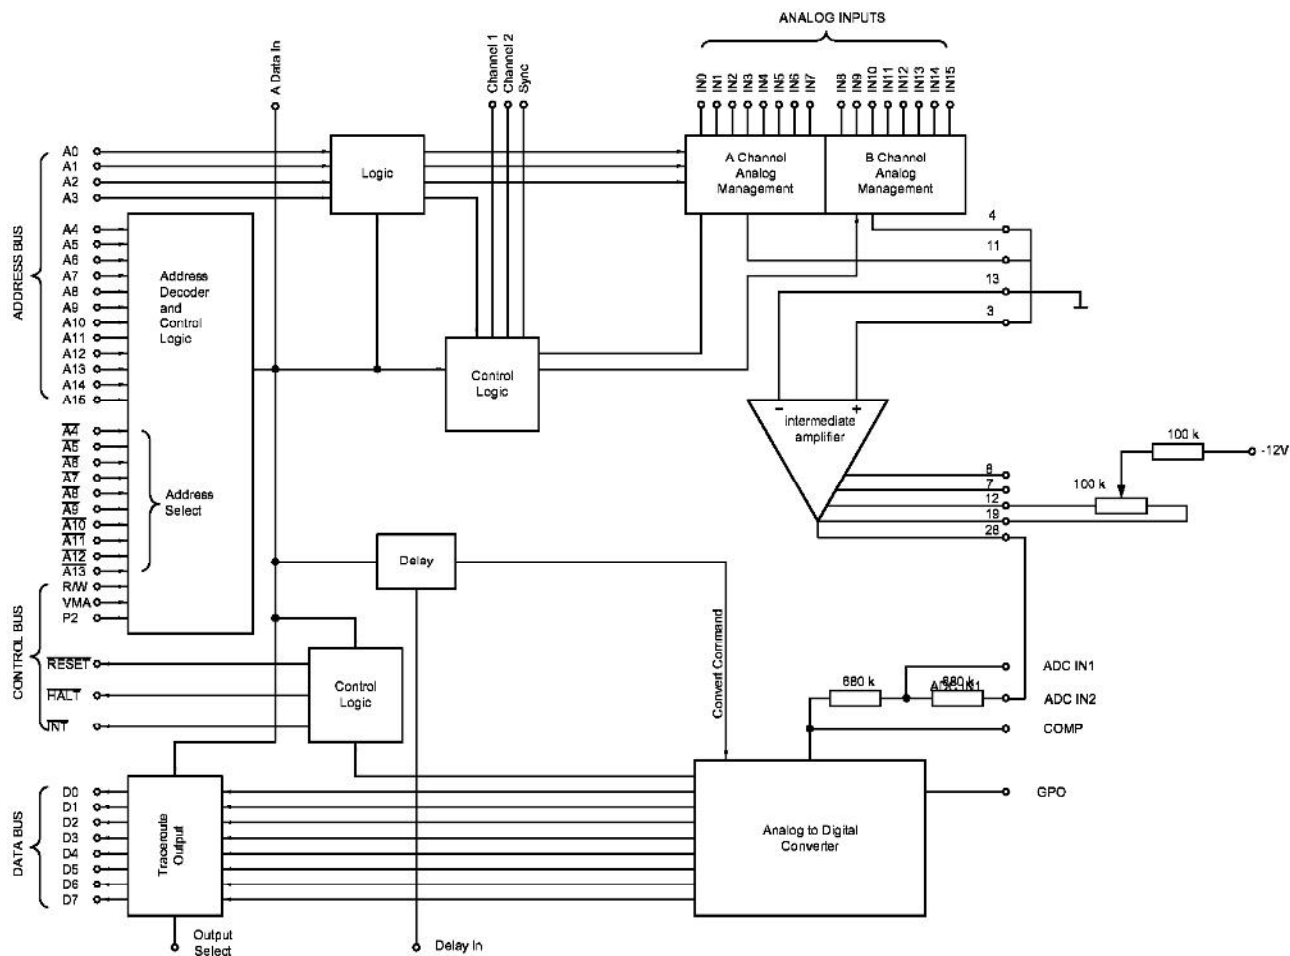 ANALOG INPUTS
A Data In
Channel 1
Channel 2
Sync
IN0
IN1
IN2
IN3
IN4
IN5
IN6
IN7
IN8
IN9
IN10
IN11
IN12
IN13
IN14
IN15
ADDRESS BUS
A0
A1
A2
A3
A4
A5
A6
A7
A8
A9
A10
A11
A12
A13
A14
A15
Logic
A Channel
Analog
Management
B Channel
Analog
Management
Address
Decoder
and
Control
Logic
Control
Logic
4
11
13
3
−
+
intermediate
amplifier
6
7
12
19
28
100 k
100 k
-12V
A4
A5
A6
A7
A8
A9
A10
A11
A12
A13
Address
Select
CONTROL BUS
R/W
VMA
P2
RESET
HALT
INT
Delay
Control
Logic
Convert Command
680 k
680 k
ADC IN1
ADC IN1
ADC IN2
COMP
GPO
DATA BUS
D0
D1
D2
D3
D4
D5
D6
D7
Traceroute
Output
Analog to Digital
Converter
Output
Select
Delay In